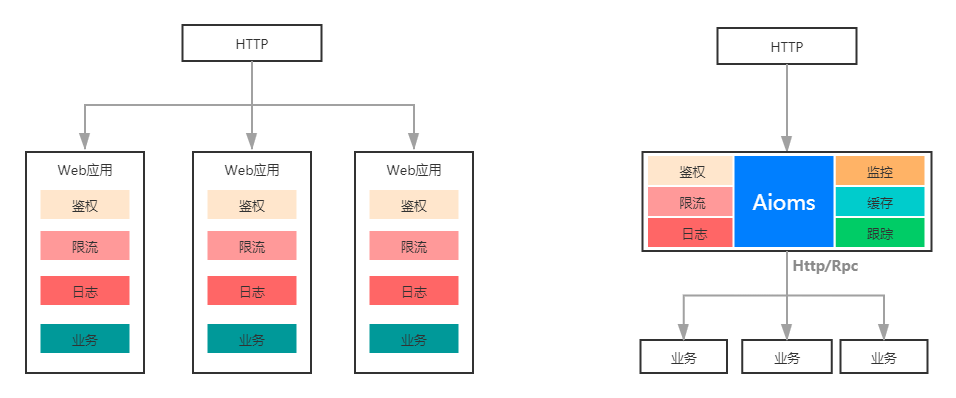 HTTP
Web应用
鉴权
限流
日志
业务
Web应用
鉴权
限流
日志
业务
Web应用
鉴权
限流
日志
业务
HTTP
鉴权
限流
日志
Aioms
监控
缓存
跟踪
Http/Rpc
业务
业务
业务